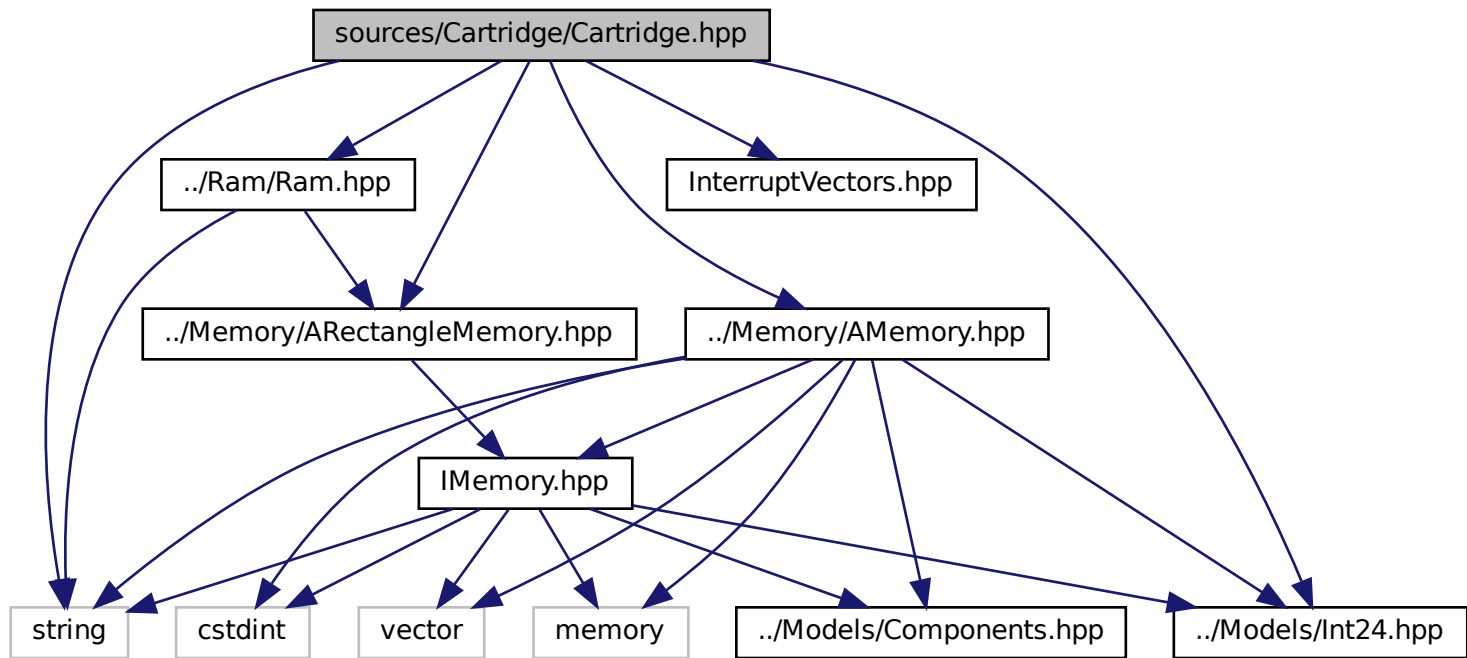 sources/Cartridge/Cartridge.hpp
../Ram/Ram.hpp
InterruptVectors.hpp
../Memory/ARectangleMemory.hpp
../Memory/AMemory.hpp
IMemory.hpp
string
cstdint
vector
memory
../Models/Components.hpp
../Models/Int24.hpp